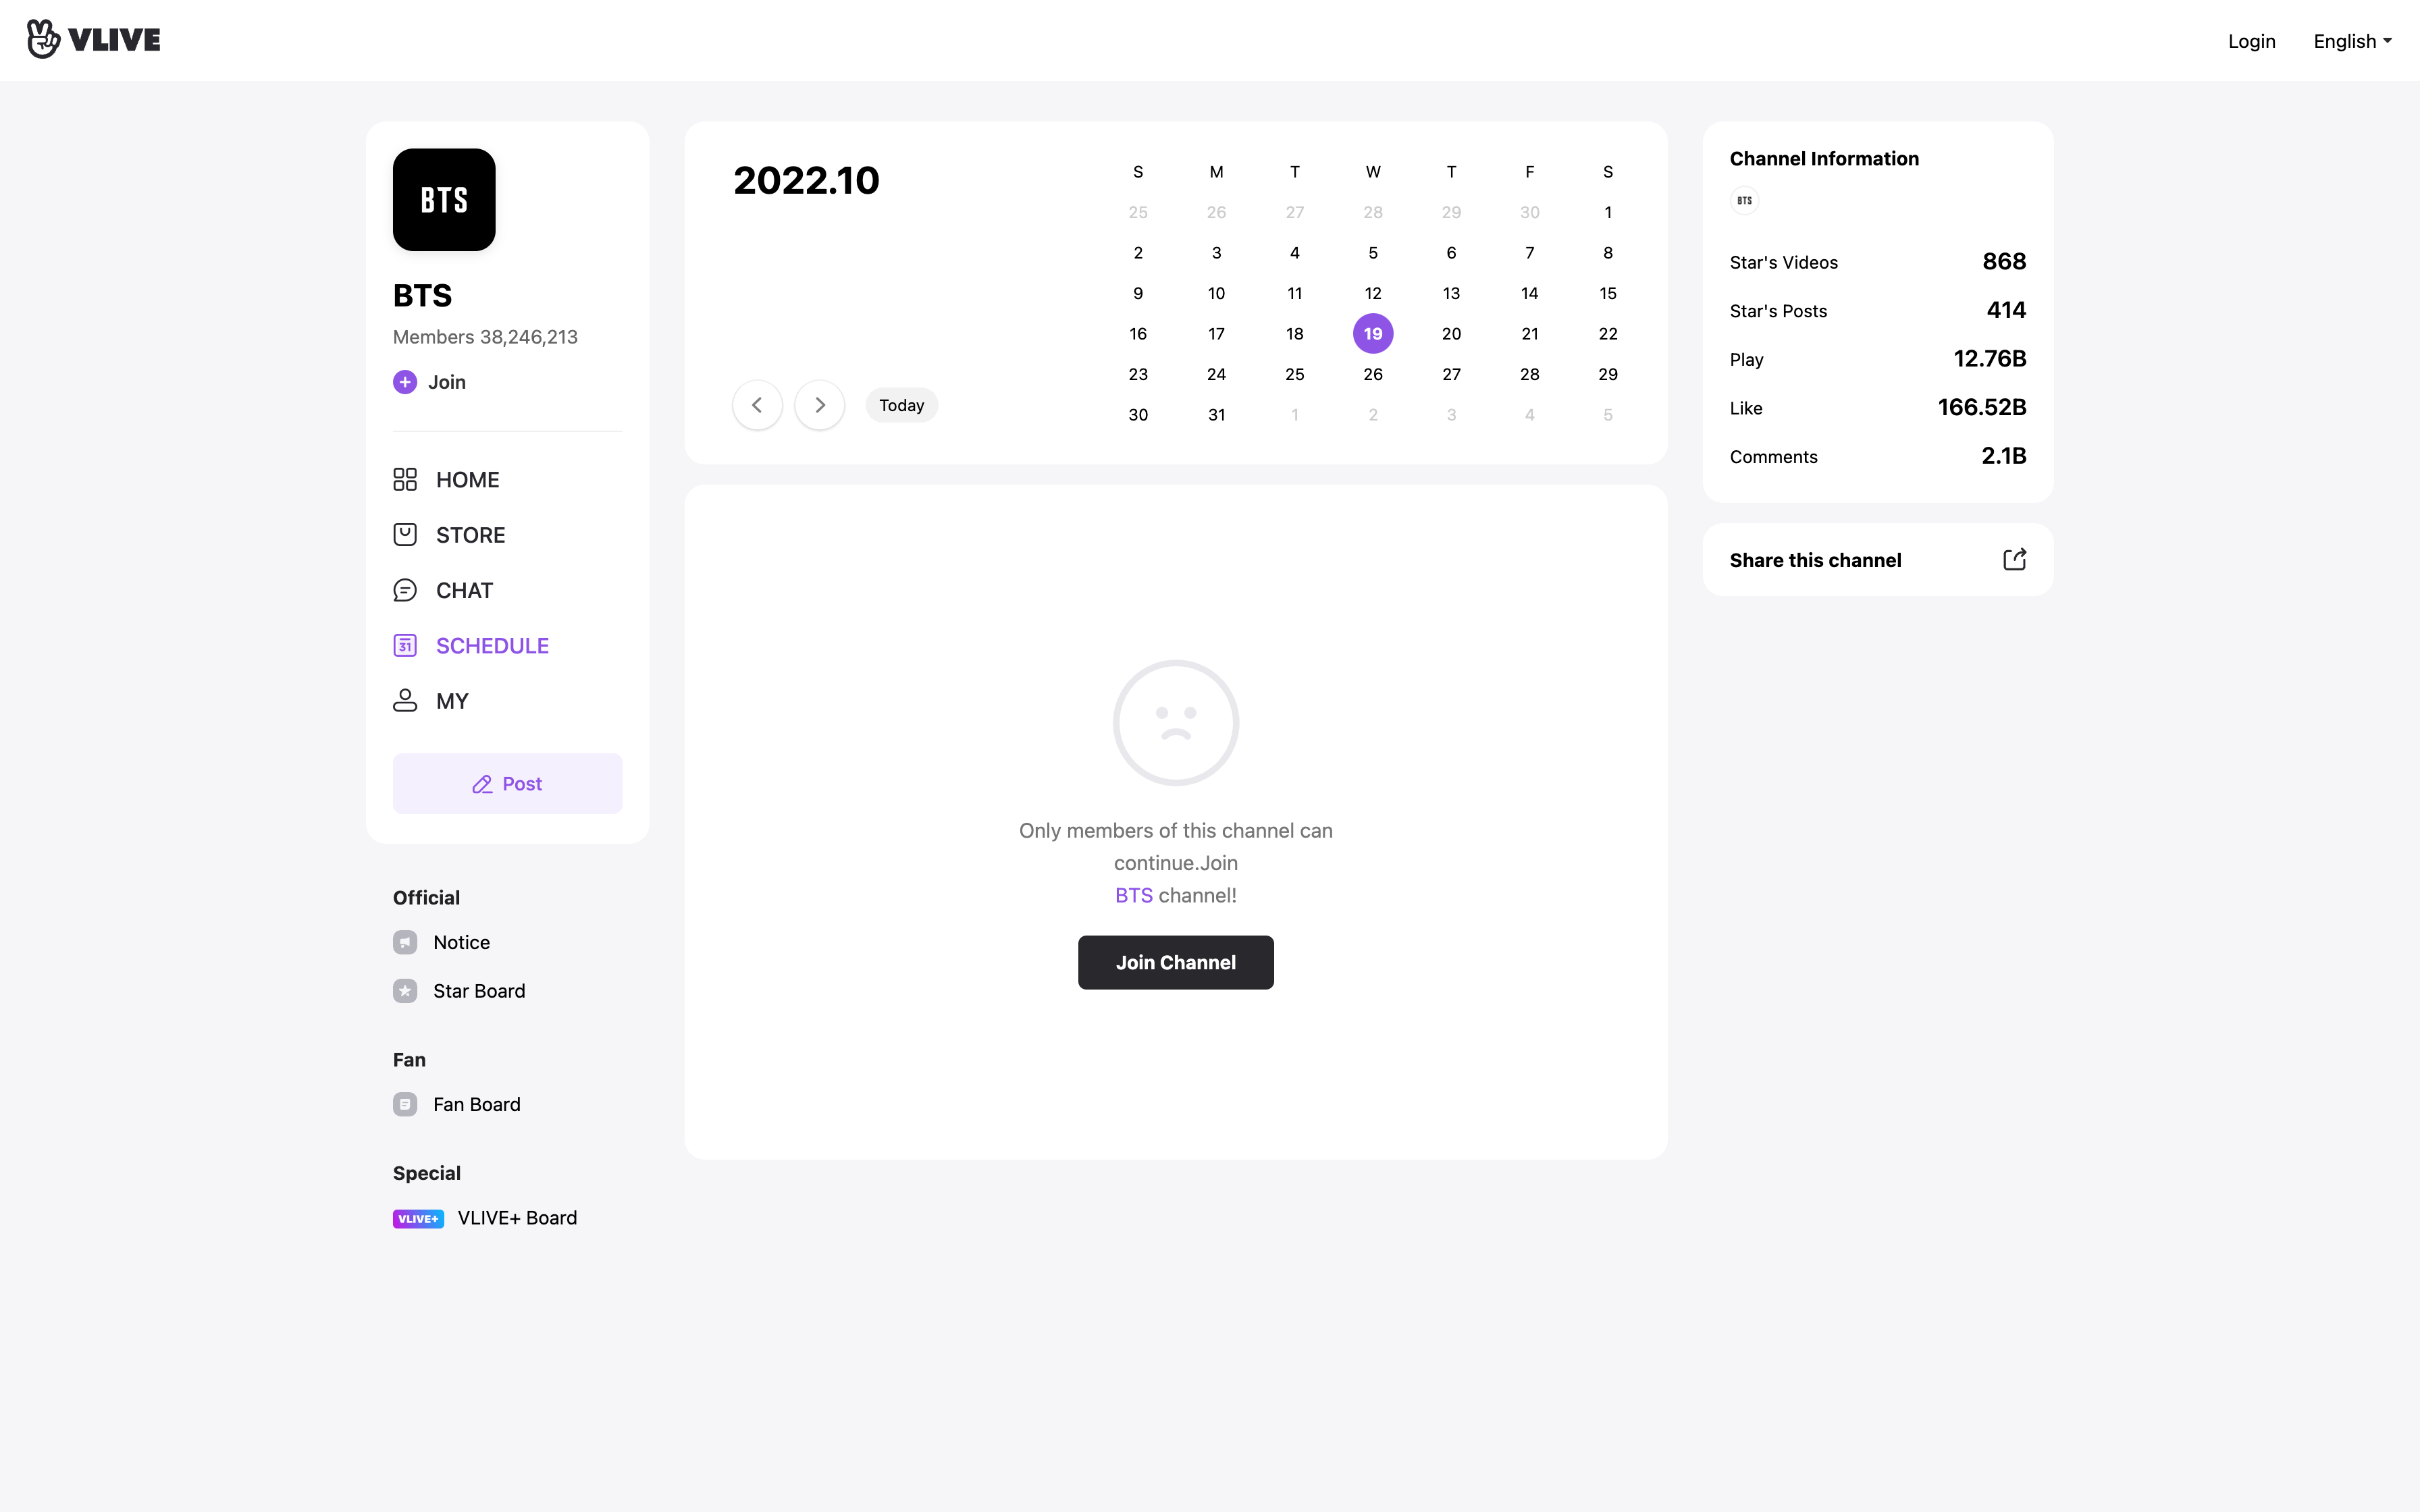 VLIVE
Login
English
BTS
BTS
Members 38,246,213
Join
HOME
STORE
CHAT
31
SCHEDULE
MY
Post
Official
Notice
Star Board
Fan
Fan Board
Special
VLIVE+ VLIVE+ Board
2022.10
Today
S M T W T F S
25 26 27 28 29 30 1
2 3 4 5 6 7 8
9 10 11 12 13 14 15
16 17 18 19 20 21 22
23 24 25 26 27 28 29
30 31 1 2 3 4 5
Only members of this channel can
continue.Join
BTS channel!
Join Channel
Channel Information
BTS
Star's Videos 868
Star's Posts 414
Play 12.76B
Like 166.52B
Comments 2.1B
Share this channel